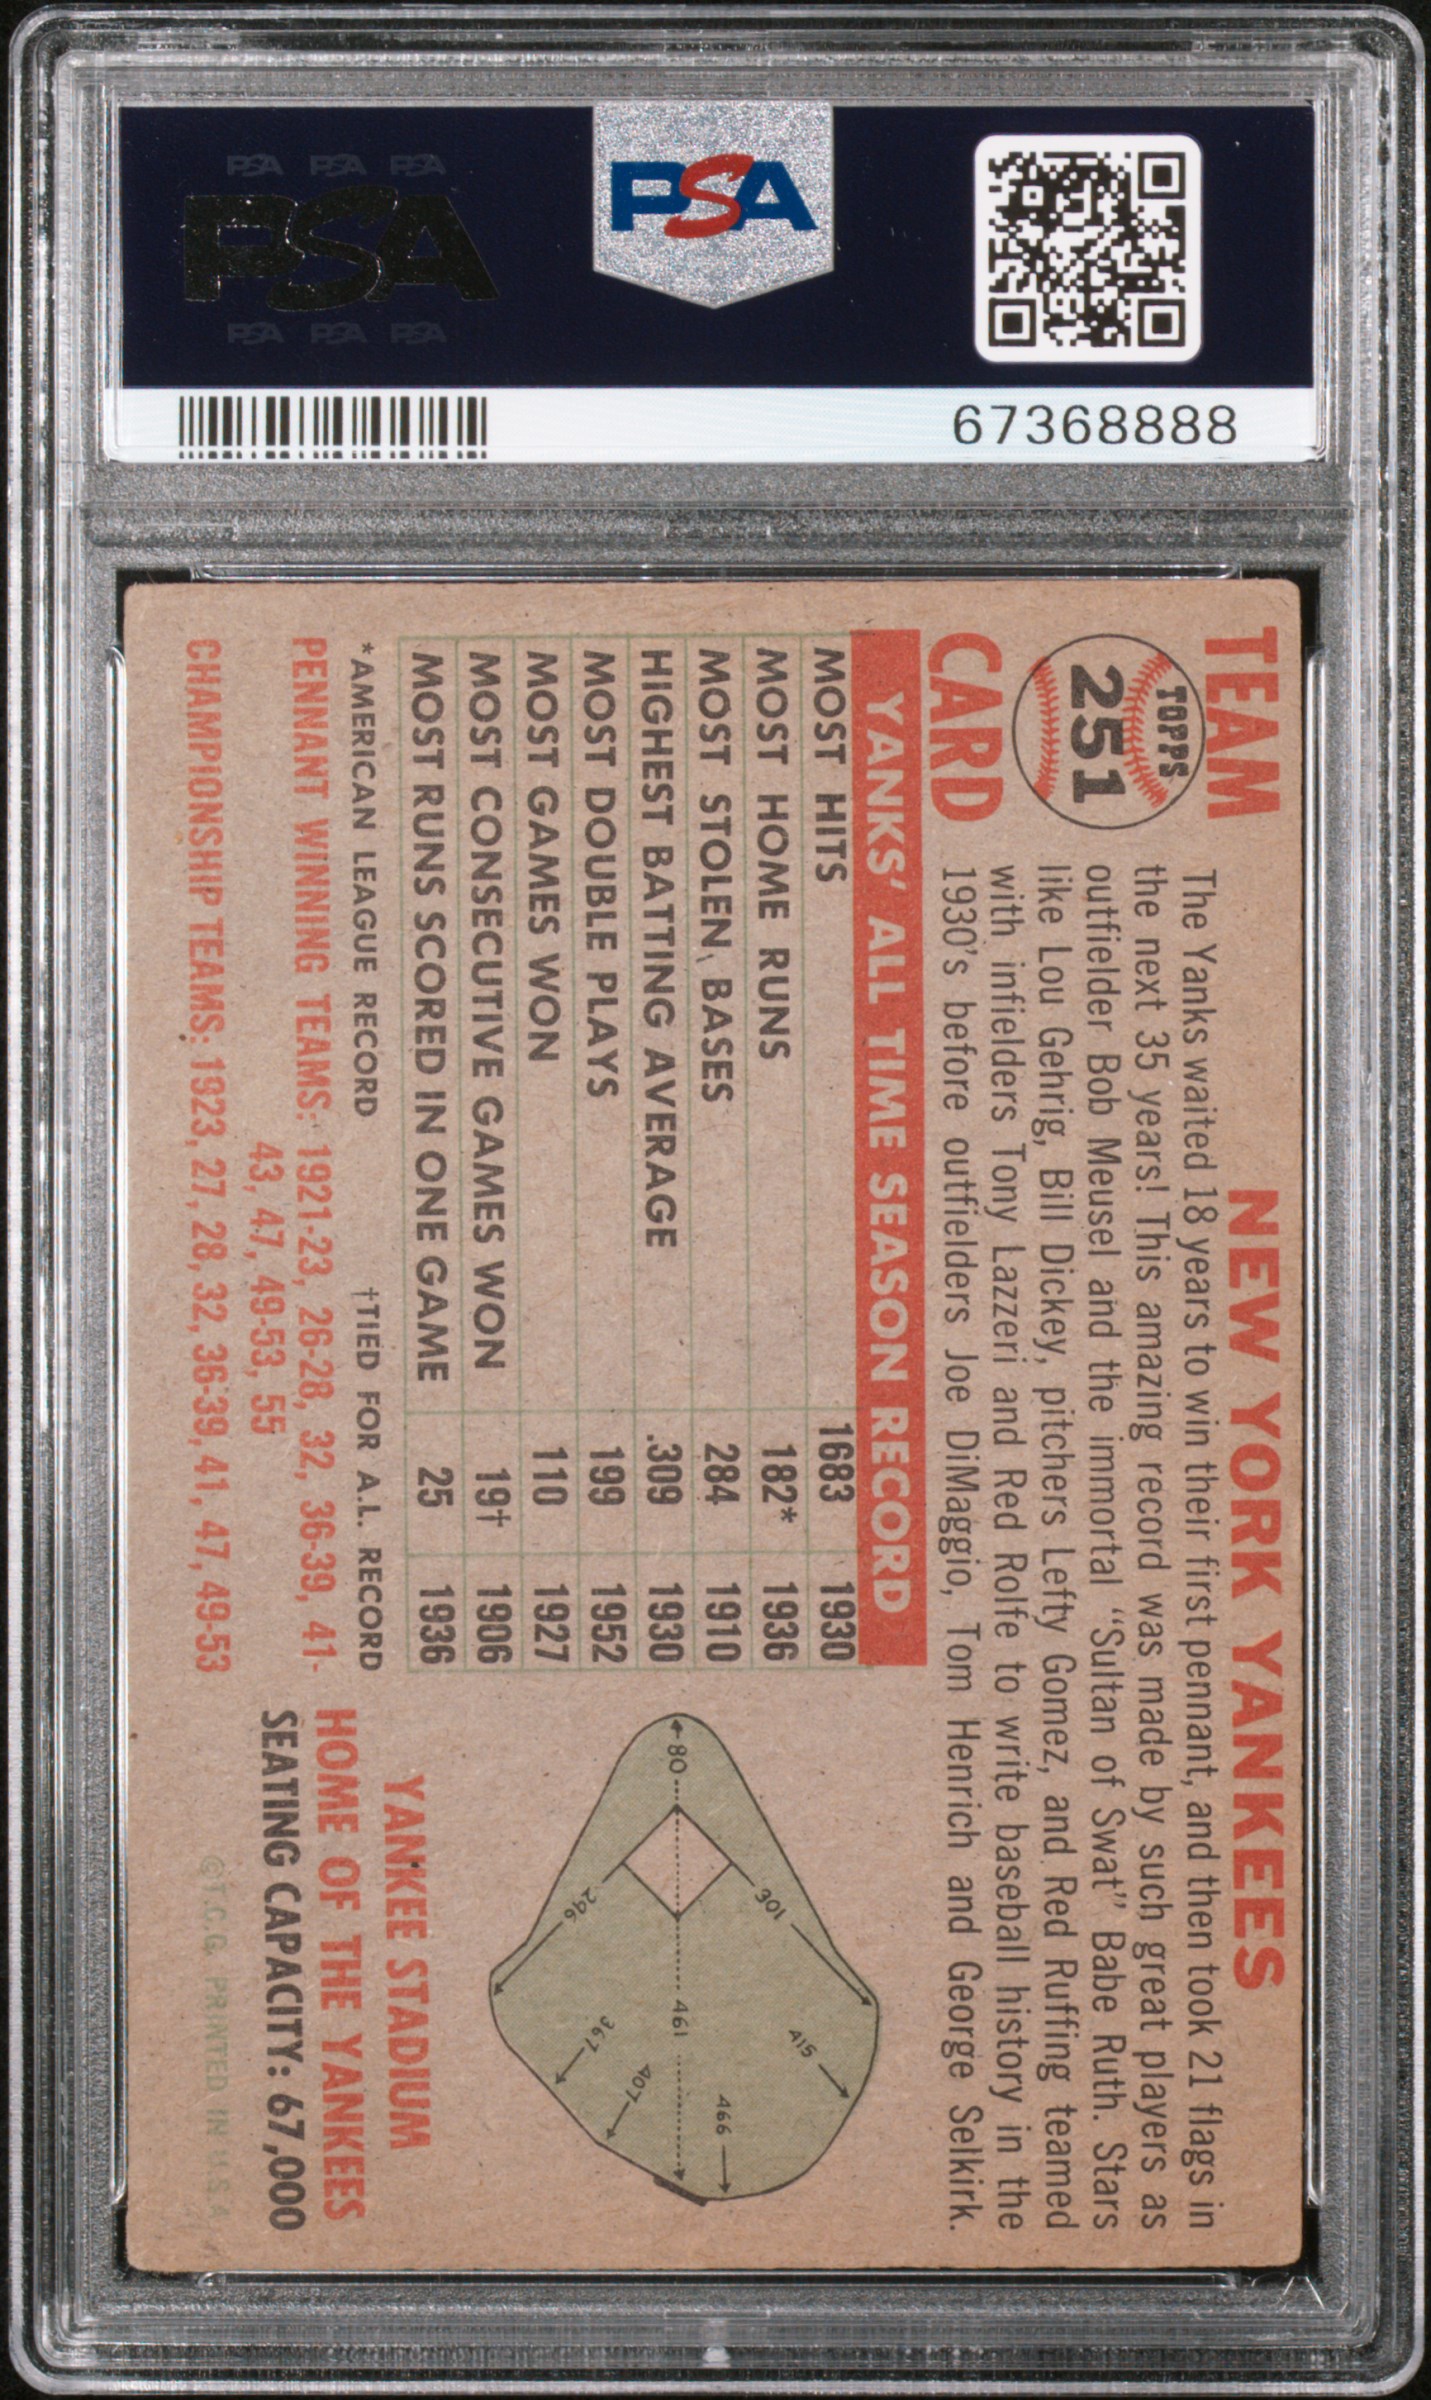 PSA PSA PSA
PSA
PSA PSA PSA
PSA
67368888
TEAM
TOPPS
251
CARD
NEW YORK YANKEES
The Yanks waited 18 years to win their first pennant, and then took 21 flags in
the next 35 years! This amazing record was made by such great players as
outfielder Bob Meusel and the immortal "Sultan of Swat" Babe Ruth. Stars
like Lou Gehrig, Bill Dickey, pitchers Lefty Gomez, and Red Ruffing teamed
with infielders Tony Lazzeri and Red Rolfe to write baseball history in the
1930's before outfielders Joe DiMaggio, Tom Henrich and George Selkirk.
YANKS' ALL TIME SEASON RECORD
MOST HITS 1683 1930
MOST HOME RUNS 182* 1936
MOST STOLEN BASES 284 1910
HIGHEST BATTING AVERAGE .309 1930
MOST DOUBLE PLAYS 199 1952
MOST GAMES WON 110 1927
MOST CONSECUTIVE GAMES WON 19† 1906
MOST RUNS SCORED IN ONE GAME 25 1936
*AMERICAN LEAGUE RECORD †TIED FOR A.L. RECORD
PENNANT WINNING TEAMS: 1921-23, 26-28, 32, 36-39, 41-
43, 47, 49-53, 55
CHAMPIONSHIP TEAMS: 1923, 27, 28, 32, 36-39, 41, 47, 49-53
80
301
296
461
415
466
407
367
YANKEE STADIUM
HOME OF THE YANKEES
SEATING CAPACITY: 67,000
©T.C.G. PRINTED IN U.S.A.